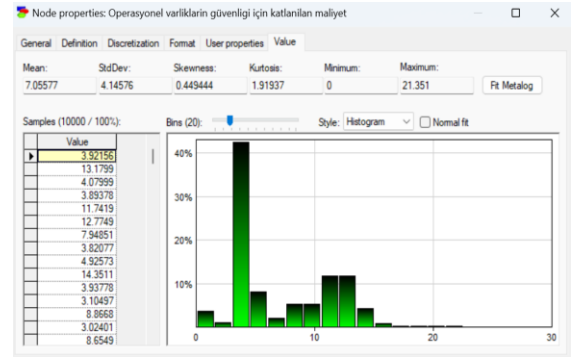 Node properties: Operasyonel varliklarin güvenligi için katlanilan maliyet
General Definition Discretization Format User properties Value
Mean: StdDev: Skewness: Kurtosis: Minimum: Maximum:
7.05577 4.14576 0.449444 1.91937 0 21.351 Fit Metalog
Samples (10000 / 100%): Bins (20): Style: Histogram Normal fit
Value
3.92156
13.1799
4.07999
3.89378
11.7419
12.7749
7.94851
3.82077
4.92573
14.3511
3.93778
3.10497
8.8668
3.02401
8.6549
40%
30%
20%
10%
0 10 20 30